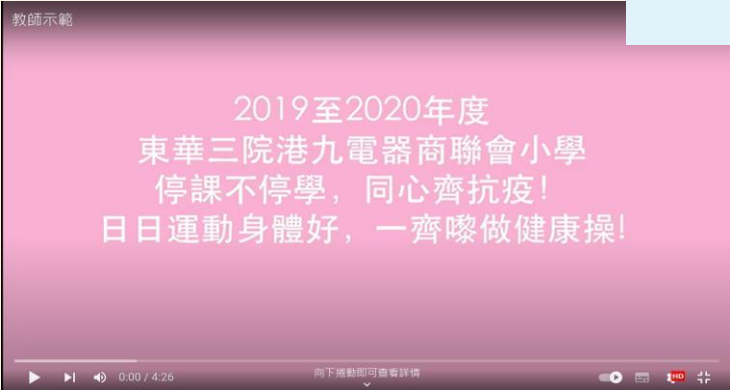 教師示範
2019至2020年度
東華三院港九電器商聯會小學
停課不停學，同心齊抗疫!
日日運動身體好，一齊嚟做健康操!
0:00 / 4:26
向下捲動即可查看詳情
HD